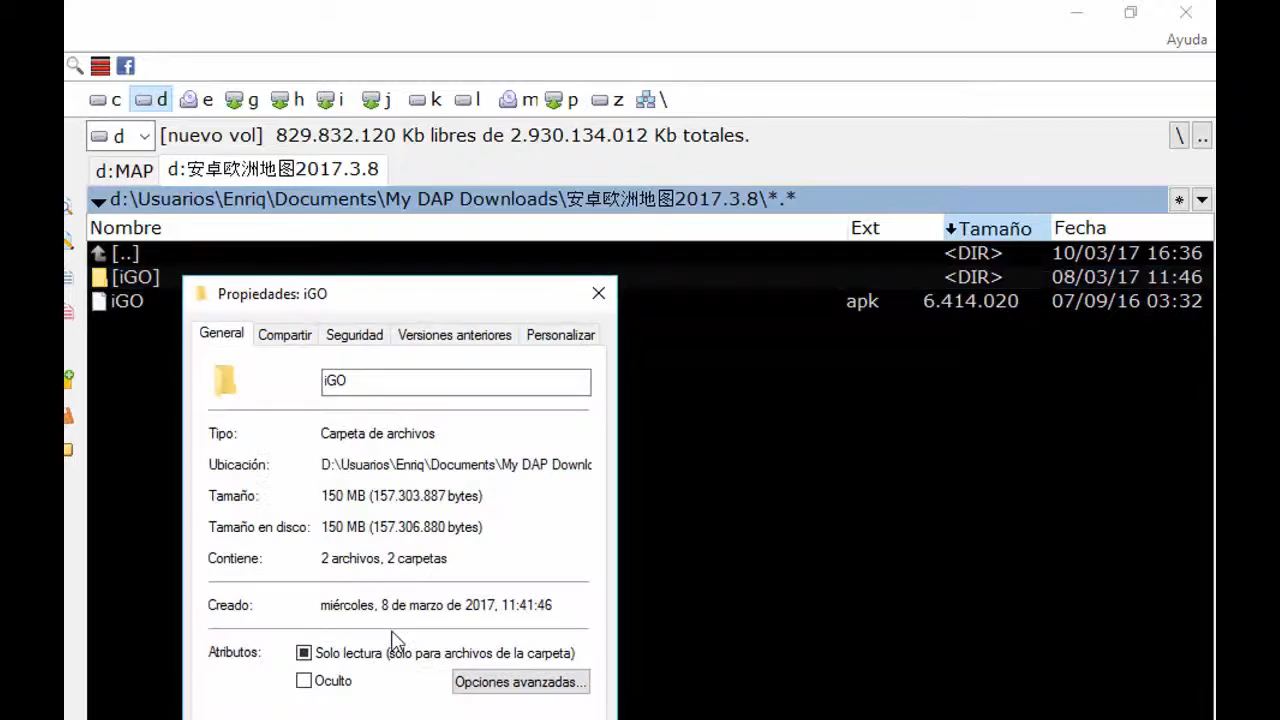 Ayuda
c d e g h i j k l m p z \
d [nuevo vol] 829.832.120 Kb libres de 2.930.134.012 Kb totales. \ ..
d:MAP d:安卓欧洲地图2017.3.8
d:\Usuarios\Enriq\Documents\My DAP Downloads\安卓欧洲地图2017.3.8\*.* *
Nombre Ext Tamaño Fecha
[..] <DIR> 10/03/17 16:36
[iGO] <DIR> 08/03/17 11:46
iGO apk 6.414.020 07/09/16 03:32
Propiedades: iGO
General Compartir Seguridad Versiones anteriores Personalizar
iGO
Tipo: Carpeta de archivos
Ubicación: D:\Usuarios\Enriq\Documents\My DAP Downlo
Tamaño: 150 MB (157.303.887 bytes)
Tamaño en disco: 150 MB (157.306.880 bytes)
Contiene: 2 archivos, 2 carpetas
Creado: miércoles, 8 de marzo de 2017, 11:41:46
Atributos: Solo lectura (solo para archivos de la carpeta)
Oculto Opciones avanzadas...